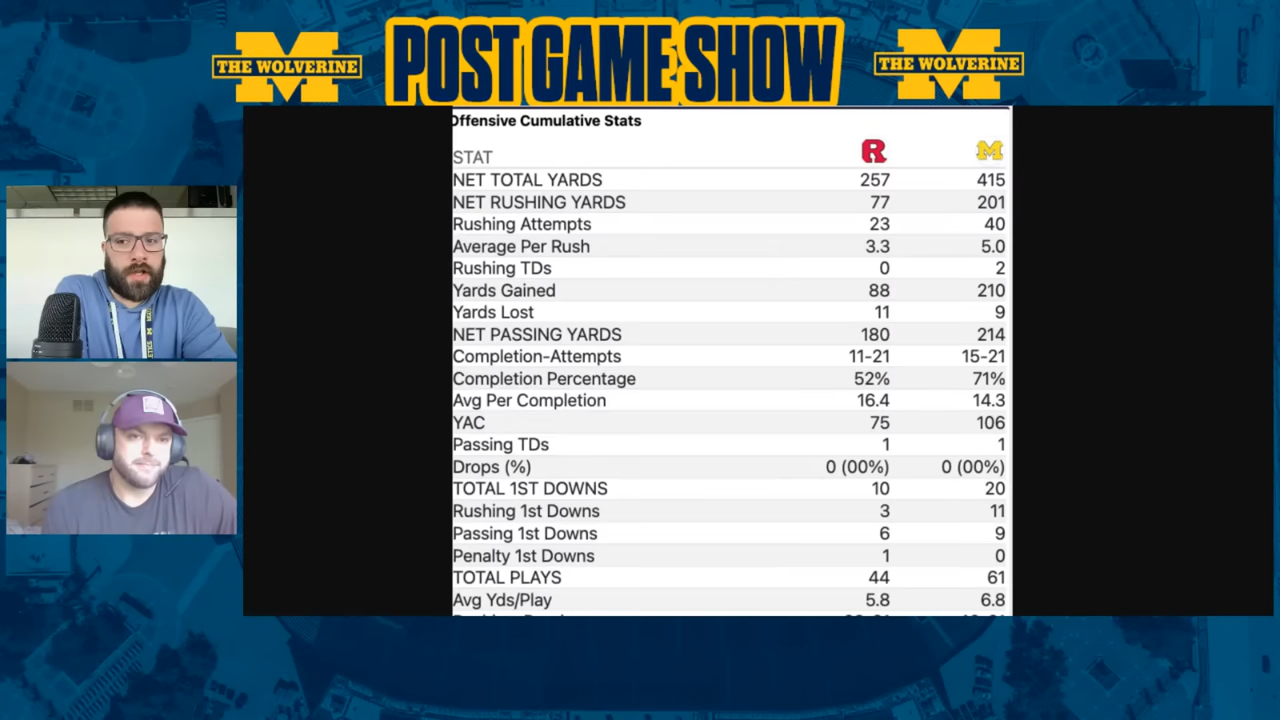 POST GAME SHOW
THE WOLVERINE
THE WOLVERINE
Offensive Cumulative Stats
STAT R M
NET TOTAL YARDS 257 415
NET RUSHING YARDS 77 201
Rushing Attempts 23 40
Average Per Rush 3.3 5.0
Rushing TDs 0 2
Yards Gained 88 210
Yards Lost 11 9
NET PASSING YARDS 180 214
Completion-Attempts 11-21 15-21
Completion Percentage 52% 71%
Avg Per Completion 16.4 14.3
YAC 75 106
Passing TDs 1 1
Drops (%) 0 (00%) 0 (00%)
TOTAL 1ST DOWNS 10 20
Rushing 1st Downs 3 11
Passing 1st Downs 6 9
Penalty 1st Downs 1 0
TOTAL PLAYS 44 61
Avg Yds/Play 5.8 6.8